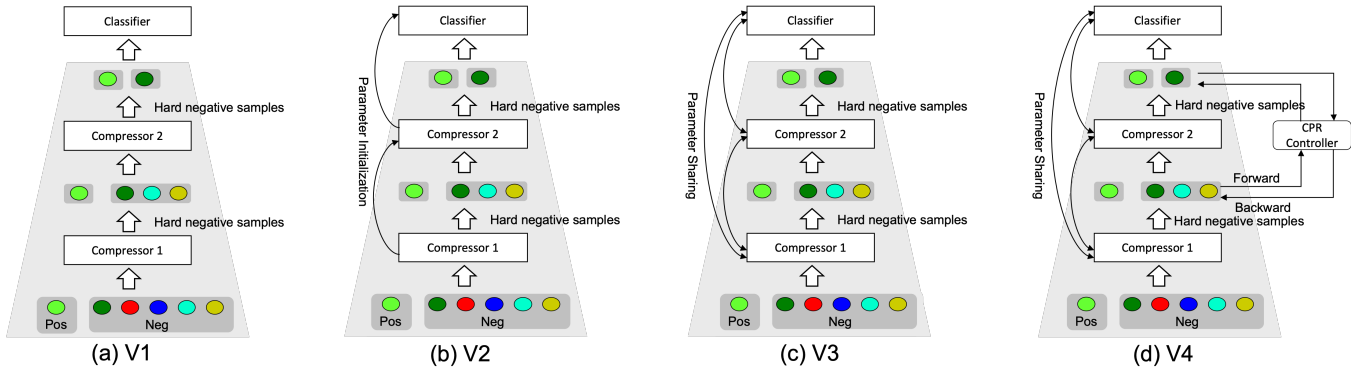 Classifier
Hard negative samples
Compressor 2
Hard negative samples
Compressor 1
Pos
Neg
(a) V1
Classifier
Parameter Initialization
Hard negative samples
Compressor 2
Hard negative samples
Compressor 1
Pos
Neg
(b) V2
Classifier
Parameter Sharing
Hard negative samples
Compressor 2
Hard negative samples
Compressor 1
Pos
Neg
(c) V3
Classifier
Parameter Sharing
Hard negative samples
CPR
Controller
Compressor 2
Forward
Backward
Hard negative samples
Compressor 1
Pos
Neg
(d) V4